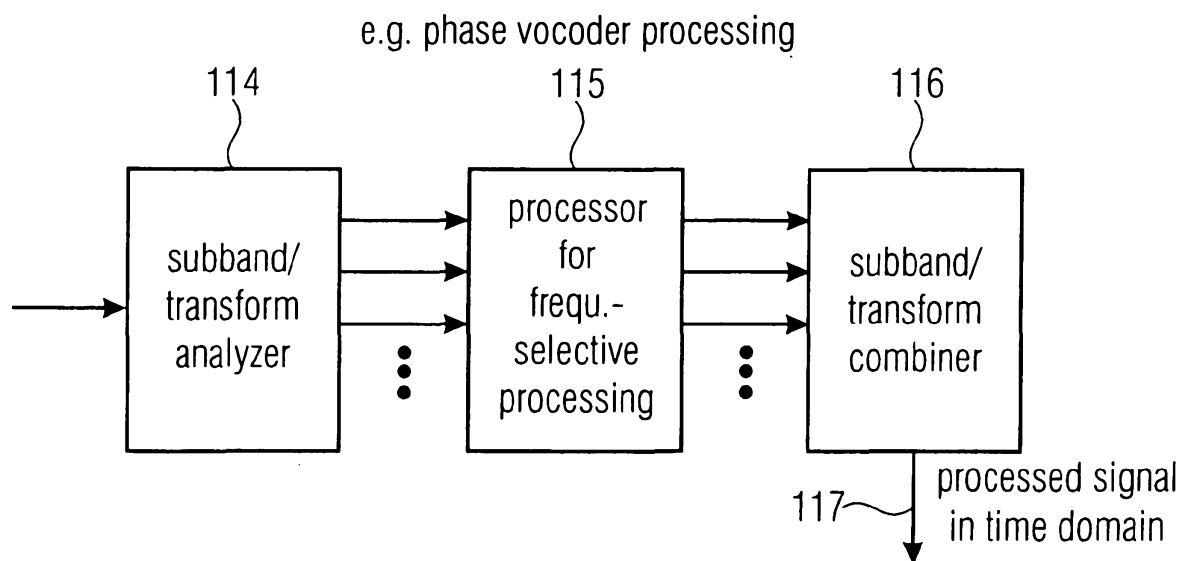 e.g. phase vocoder processing
114
115
116
subband/
transform
analyzer
processor
for
frequ.-
selective
processing
subband/
transform
combiner
117
processed signal
in time domain